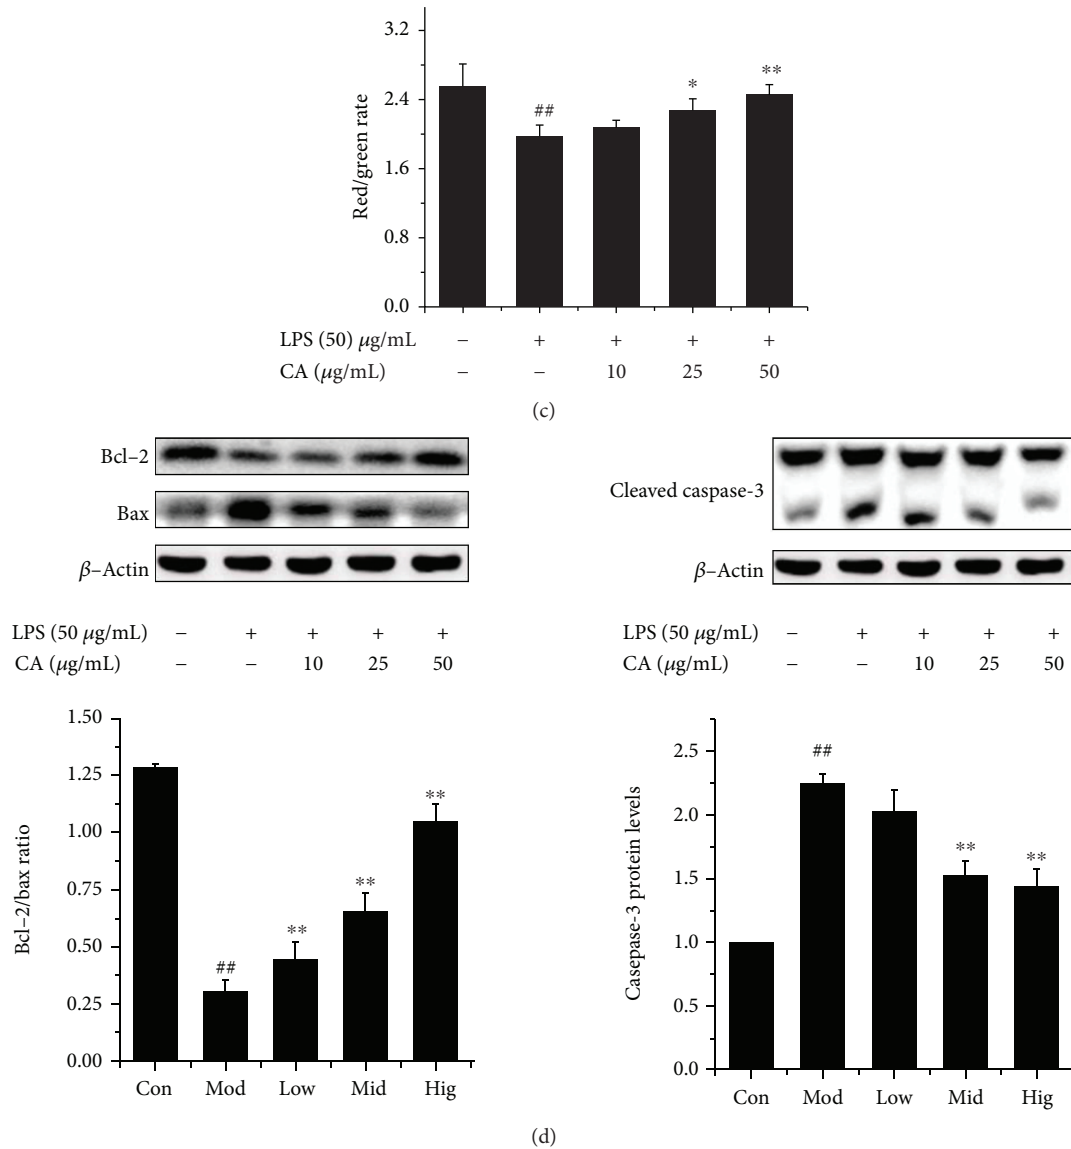 3.2
2.4
1.6
0.8
0.0
Red/green rate
##
*
**
LPS (50) μg/mL − + + + +
CA (μg/mL) − − 10 25 50
(c)
Bcl–2
Bax
β–Actin
LPS (50 μg/mL) − + + + +
CA (μg/mL) − − 10 25 50
Cleaved caspase-3
β–Actin
LPS (50 μg/mL) − + + + +
CA (μg/mL) − − 10 25 50
1.50
1.25
1.00
0.75
0.50
0.25
0.00
Bcl–2/bax ratio
##
**
**
**
Con Mod Low Mid Hig
2.5
2.0
1.5
1.0
0.5
0.0
Casepase-3 protein levels
##
**
**
Con Mod Low Mid Hig
(d)